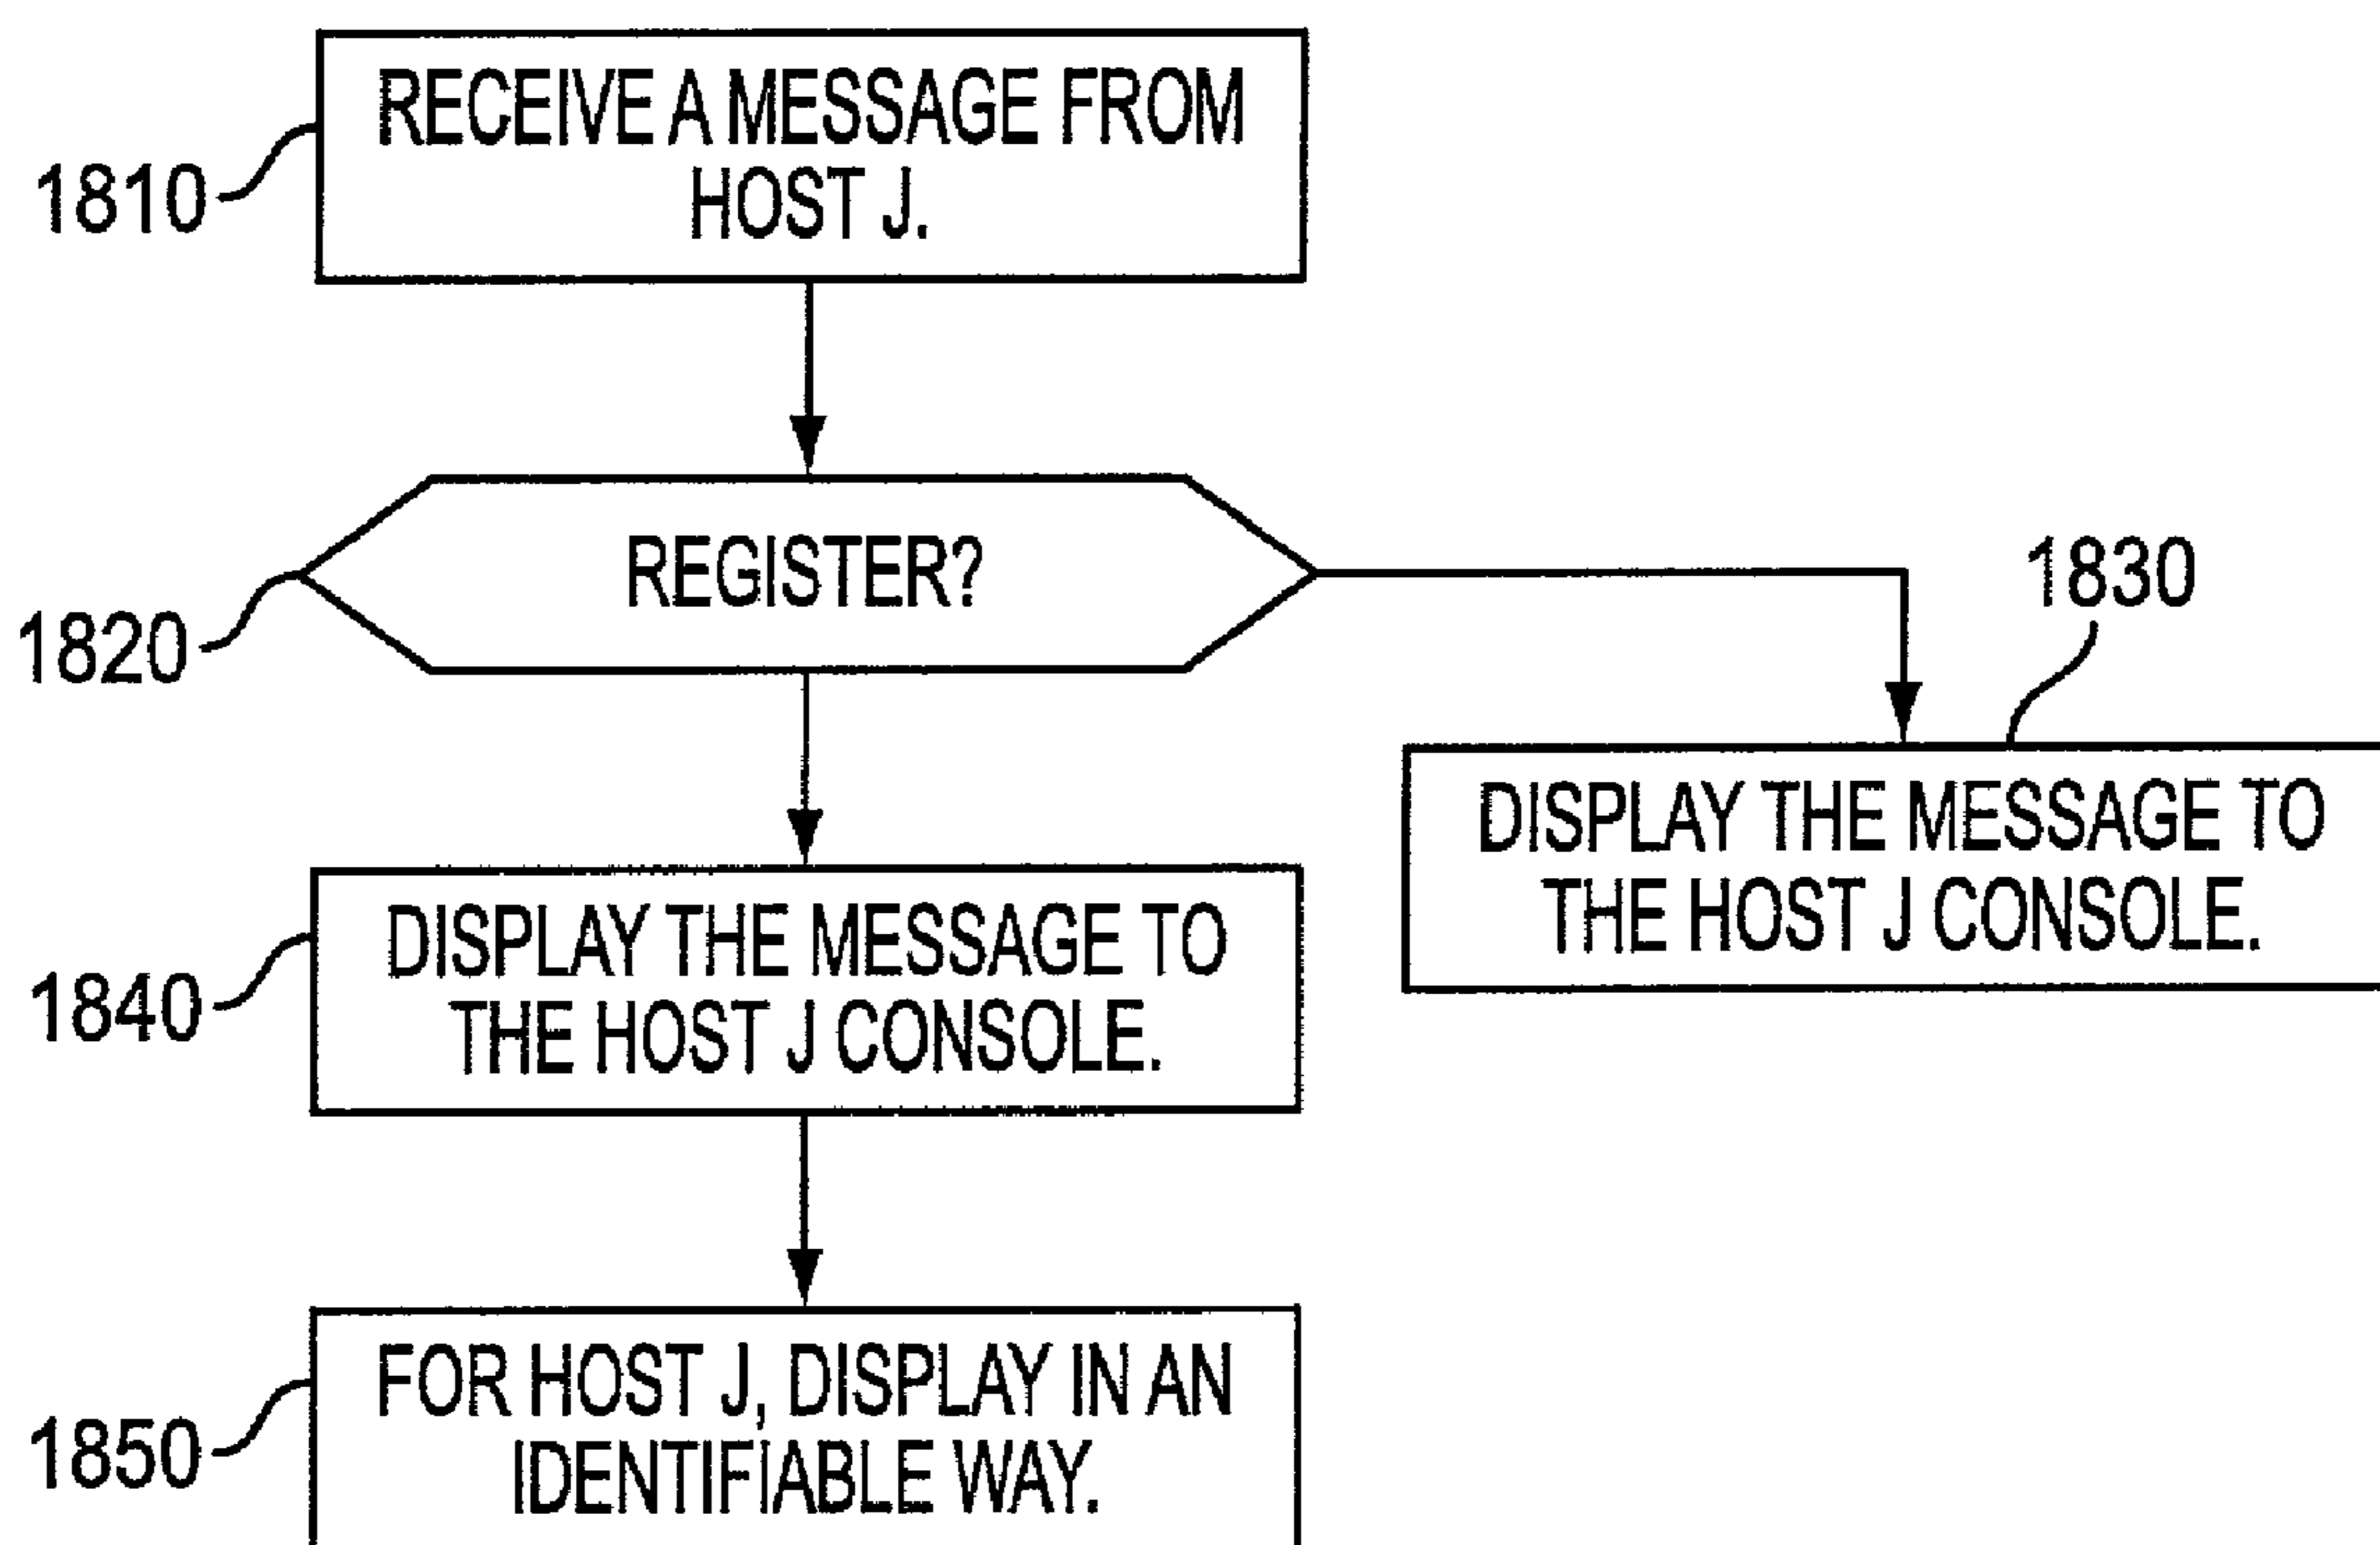 RECEIVE A MESSAGE FROM
HOST J.
1810
REGISTER?
1820
1830
DISPLAY THE MESSAGE TO
THE HOST J CONSOLE.
DISPLAY THE MESSAGE TO
THE HOST J CONSOLE.
1840
FOR HOST J, DISPLAY IN AN
IDENTIFIABLE WAY.
1850